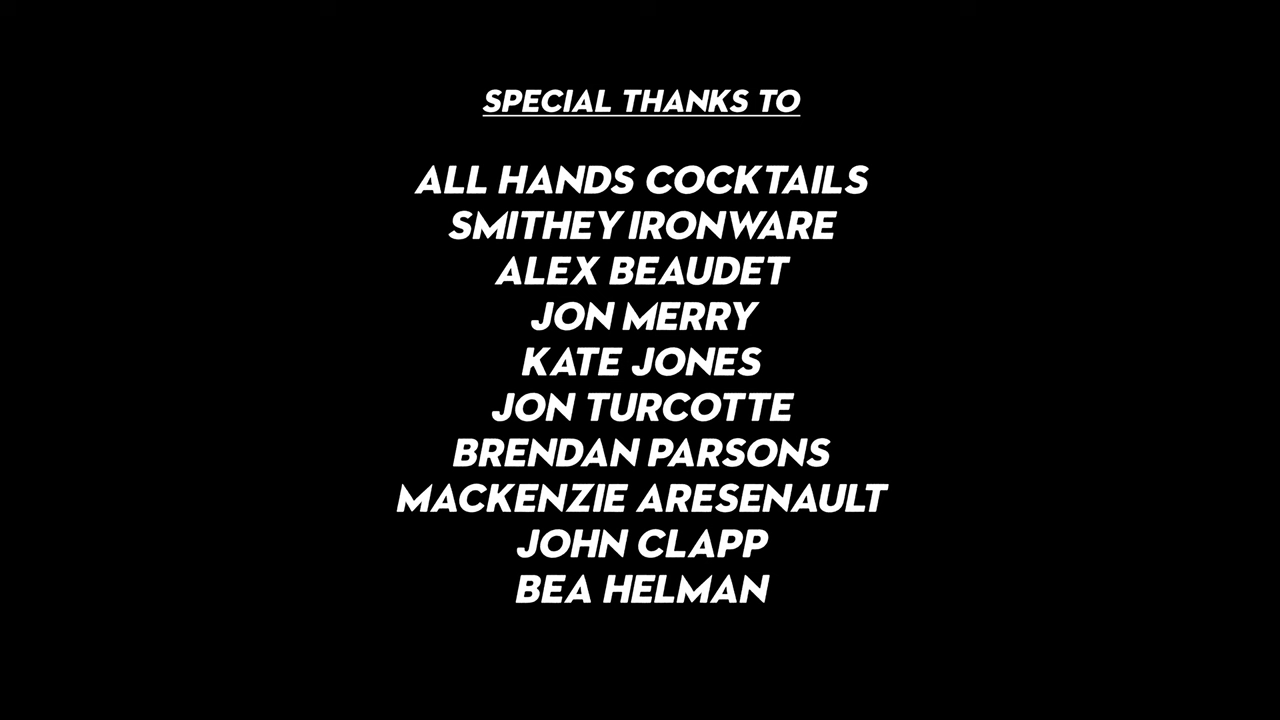 SPECIAL THANKS TO
ALL HANDS COCKTAILS
SMITHEY IRONWARE
ALEX BEAUDET
JON MERRY
KATE JONES
JON TURCOTTE
BRENDAN PARSONS
MACKENZIE ARESENAULT
JOHN CLAPP
BEA HELMAN